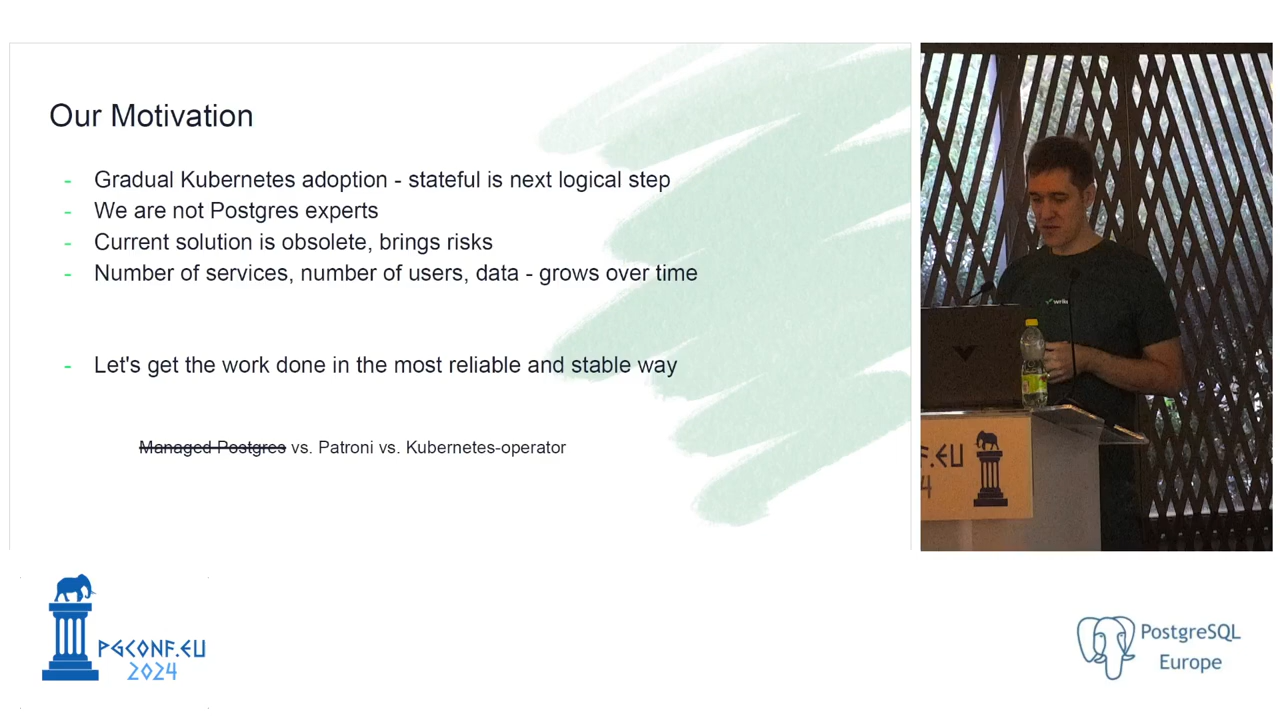 Our Motivation
- Gradual Kubernetes adoption - stateful is next logical step
- We are not Postgres experts
- Current solution is obsolete, brings risks
- Number of services, number of users, data - grows over time
- Let's get the work done in the most reliable and stable way
Managed Postgres vs. Patroni vs. Kubernetes-operator
F.EU
4
PGCONF.EU
2024
PostgreSQL
Europe